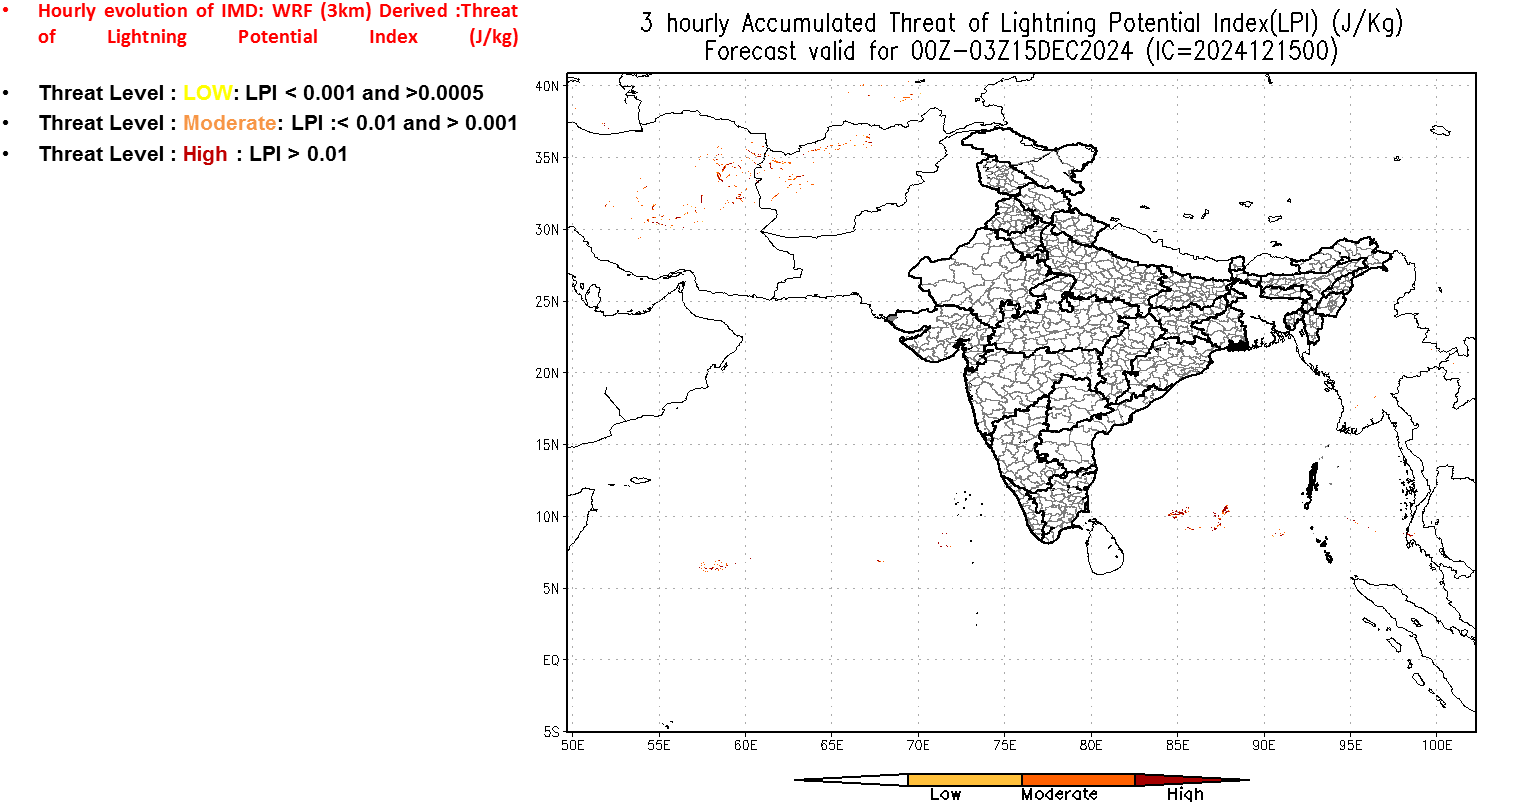 • Hourly evolution of IMD: WRF (3km) Derived :Threat
of Lightning Potential Index (J/kg)
• Threat Level : LOW: LPI < 0.001 and >0.0005
• Threat Level : Moderate: LPI :< 0.01 and > 0.001
• Threat Level : High : LPI > 0.01
3 hourly Accumulated Threat of Lightning Potential Index(LPI) (J/Kg)
Forecast valid for 00Z-03Z15DEC2024 (IC=2024121500)
40N
35N
30N
25N
20N
15N
10N
5N
EQ
5S
50E 55E 60E 65E 70E 75E 80E 85E 90E 95E 100E
Low Moderate High